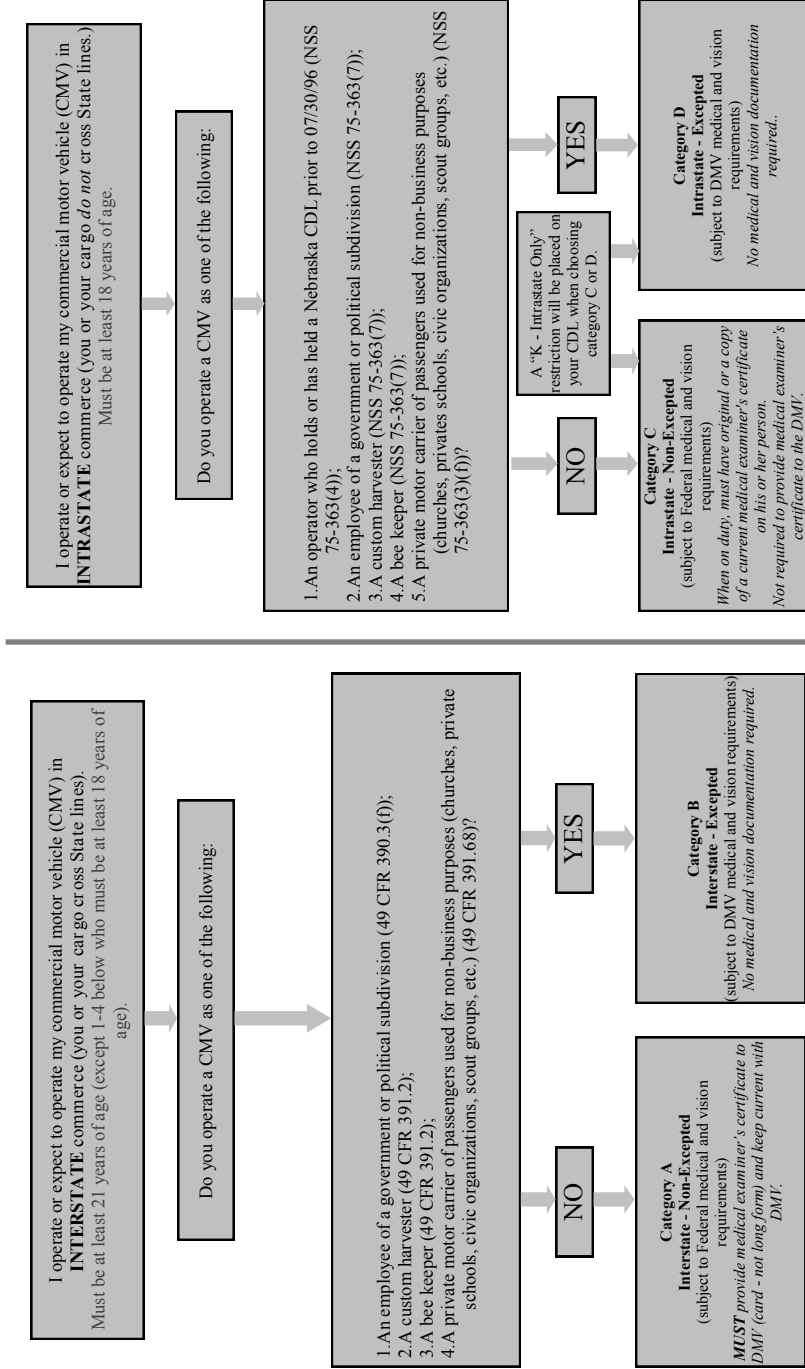 I operate or expect to operate my commercial motor vehicle (CMV) in
INTERSTATE commerce (you or your cargo cross State lines).
Must be at least 21 years of age (except 1-4 below who must be at least 18 years of
age).
Do you operate a CMV as one of the following:
1.An employee of a government or political subdivision (49 CFR 390.3(f));
2.A custom harvester (49 CFR 391.2);
3.A bee keeper (49 CFR 391.2);
4.A private motor carrier of passengers used for non-business purposes (churches, private
schools, civic organizations, scout groups, etc.) (49 CFR 391.68)?
NO
YES
Category A
Interstate - Non-Excepted
(subject to Federal medical and vision
requirements)
MUST provide medical examiner's certificate to
DMV (card - not long form) and keep current with
DMV.
Category B
Interstate - Excepted
(subject to DMV medical and vision requirements)
No medical and vision documentation required.
I operate or expect to operate my commercial motor vehicle (CMV) in
INTRASTATE commerce (you or your cargo do not cross State lines.)
Must be at least 18 years of age.
Do you operate a CMV as one of the following:
1.An operator who holds or has held a Nebraska CDL prior to 07/30/96 (NSS
75-363(4));
2.An employee of a government or political subdivision (NSS 75-363(7));
3.A custom harvester (NSS 75-363(7));
4.A bee keeper (NSS 75-363(7));
5.A private motor carrier of passengers used for non-business purposes
(churches, privates schools, civic organizations, scout groups, etc.) (NSS
75-363(3)(f))?
NO
A “K - Intrastate Only”
restriction will be placed on
your CDL when choosing
category C or D.
YES
Category C
Intrastate - Non-Excepted
(subject to Federal medical and vision
requirements)
When on duty, must have original or a copy
of a current medical examiner's certificate
on his or her person.
Not required to provide medical examiner's
certificate to the DMV.
Category D
Intrastate - Excepted
(subject to DMV medical and vision
requirements)
No medical and vision documentation
required..